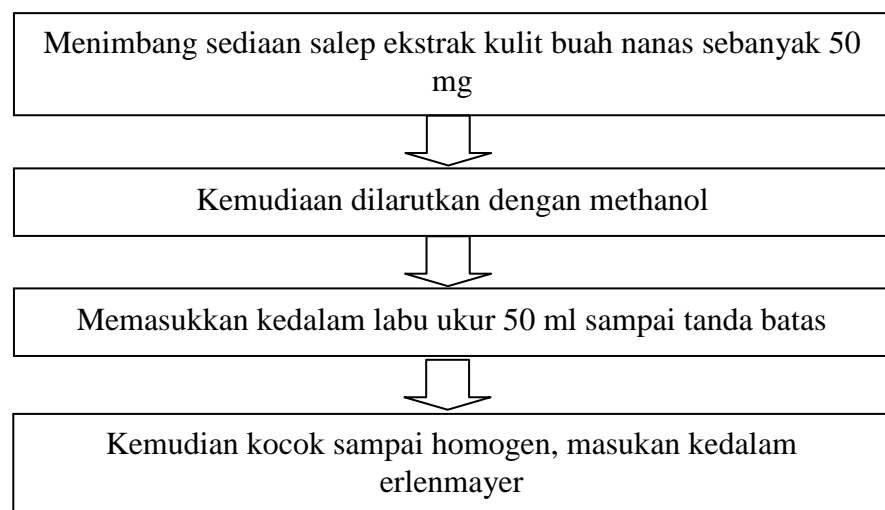 Menimbang sediaan salep ekstrak kulit buah nanas sebanyak 50
mg
Kemudiaan dilarutkan dengan methanol
Memasukkan kedalam labu ukur 50 ml sampai tanda batas
Kemudian kocok sampai homogen, masukan kedalam
erlenmayer